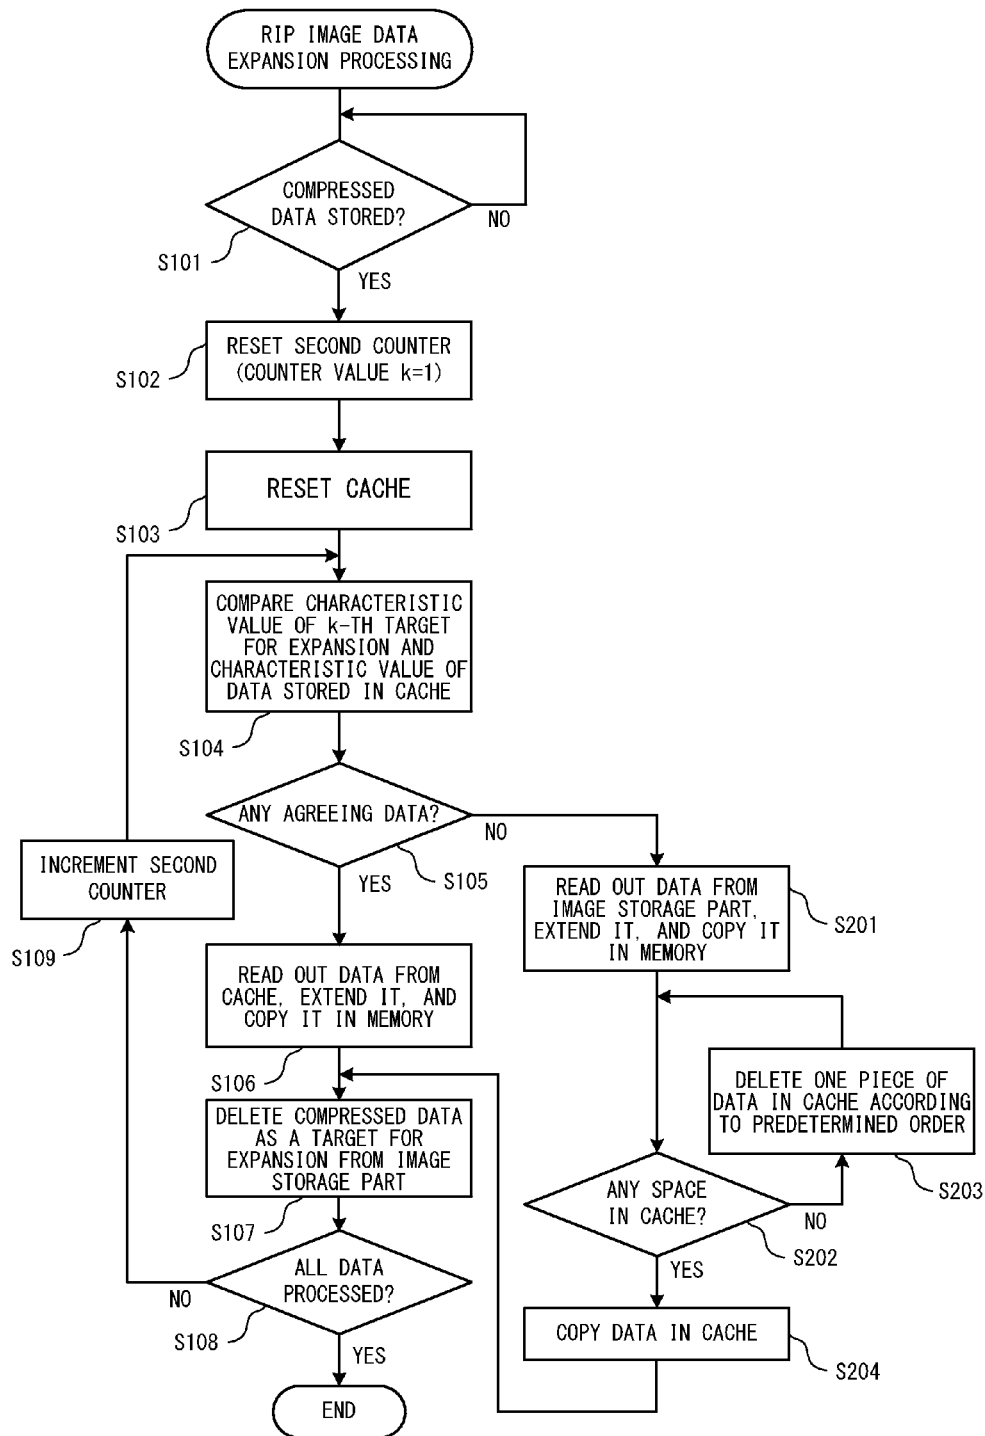 RIP IMAGE DATA
EXPANSION PROCESSING
COMPRESSED
DATA STORED?
NO
S101
YES
RESET SECOND COUNTER
(COUNTER VALUE k=1)
S102
RESET CACHE
S103
COMPARE CHARACTERISTIC
VALUE OF k-TH TARGET
FOR EXPANSION AND
CHARACTERISTIC VALUE OF
DATA STORED IN CACHE
S104
ANY AGREEING DATA?
NO
S105
YES
INCREMENT SECOND
COUNTER
S109
READ OUT DATA FROM
IMAGE STORAGE PART,
EXTEND IT, AND COPY IT
IN MEMORY
S201
READ OUT DATA FROM
CACHE, EXTEND IT, AND
COPY IT IN MEMORY
S106
DELETE ONE PIECE OF
DATA IN CACHE ACCORDING
TO PREDETERMINED ORDER
S203
DELETE COMPRESSED DATA
AS A TARGET FOR
EXPANSION FROM IMAGE
STORAGE PART
S107
ANY SPACE
IN CACHE?
NO
S202
YES
ALL DATA
PROCESSED?
NO
S108
YES
COPY DATA IN CACHE
S204
END